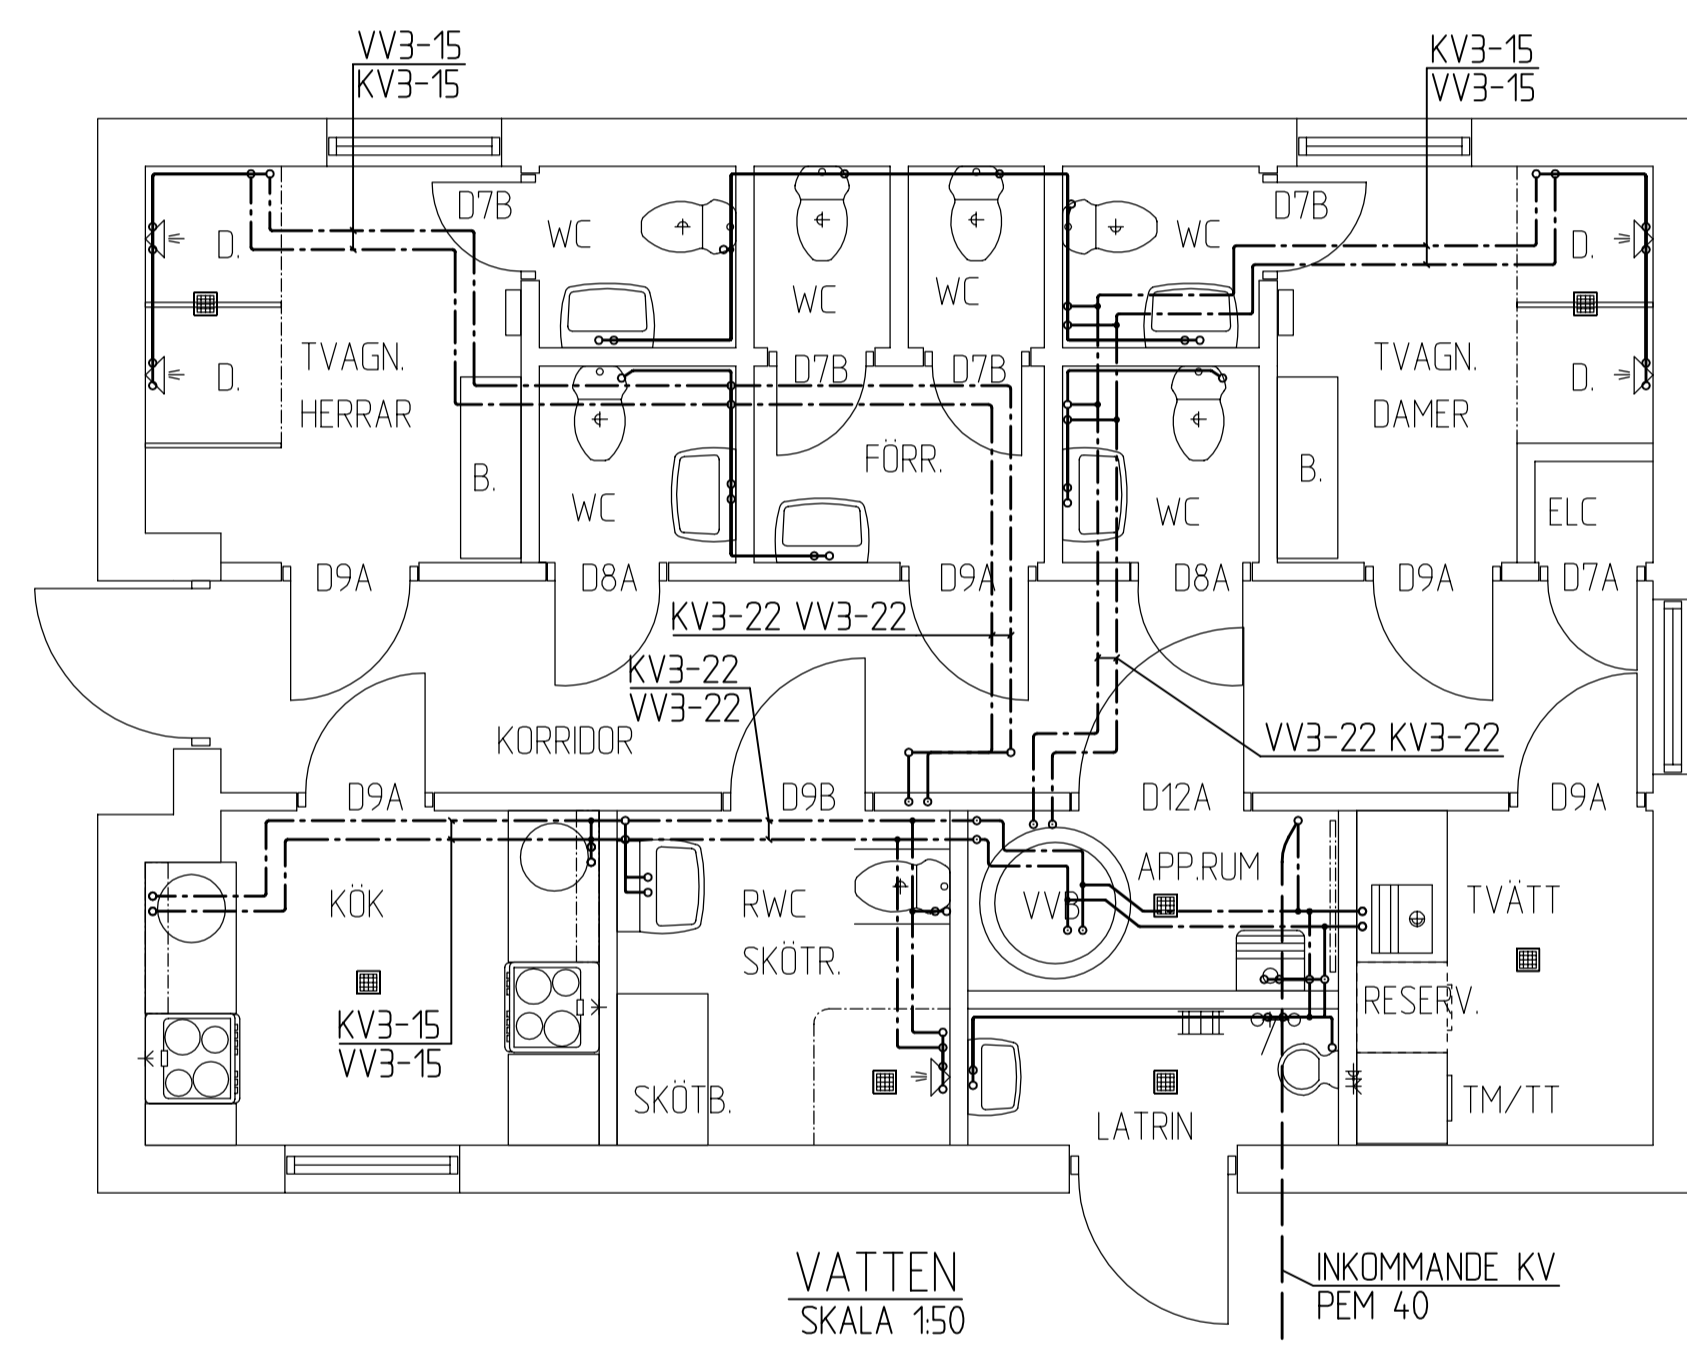 VV3-15
KV3-15
KV3-15
VV3-15
D7B
WC
WC
WC
WC
D7B
D.
D.
D.
D.
TVAGN.
HERRAR
D7B
D7B
TVAGN.
DAMER
B.
WC
FÖRR.
WC
B.
ELC
D9A
D8A
D9A
D8A
D9A
D7A
KV3-22 VV3-22
KV3-22
VV3-22
KORRIDOR
VV3-22 KV3-22
D9A
D9B
D12A
D9A
KÖK
RWC
SKÖTR.
VVB
APP.RUM
TVÄTT
RESERV.
KV3-15
VV3-15
SKÖTB.
LATRIN
TM/TT
VATTEN
SKALA 1:50
INKOMMANDE KV
PEM 40